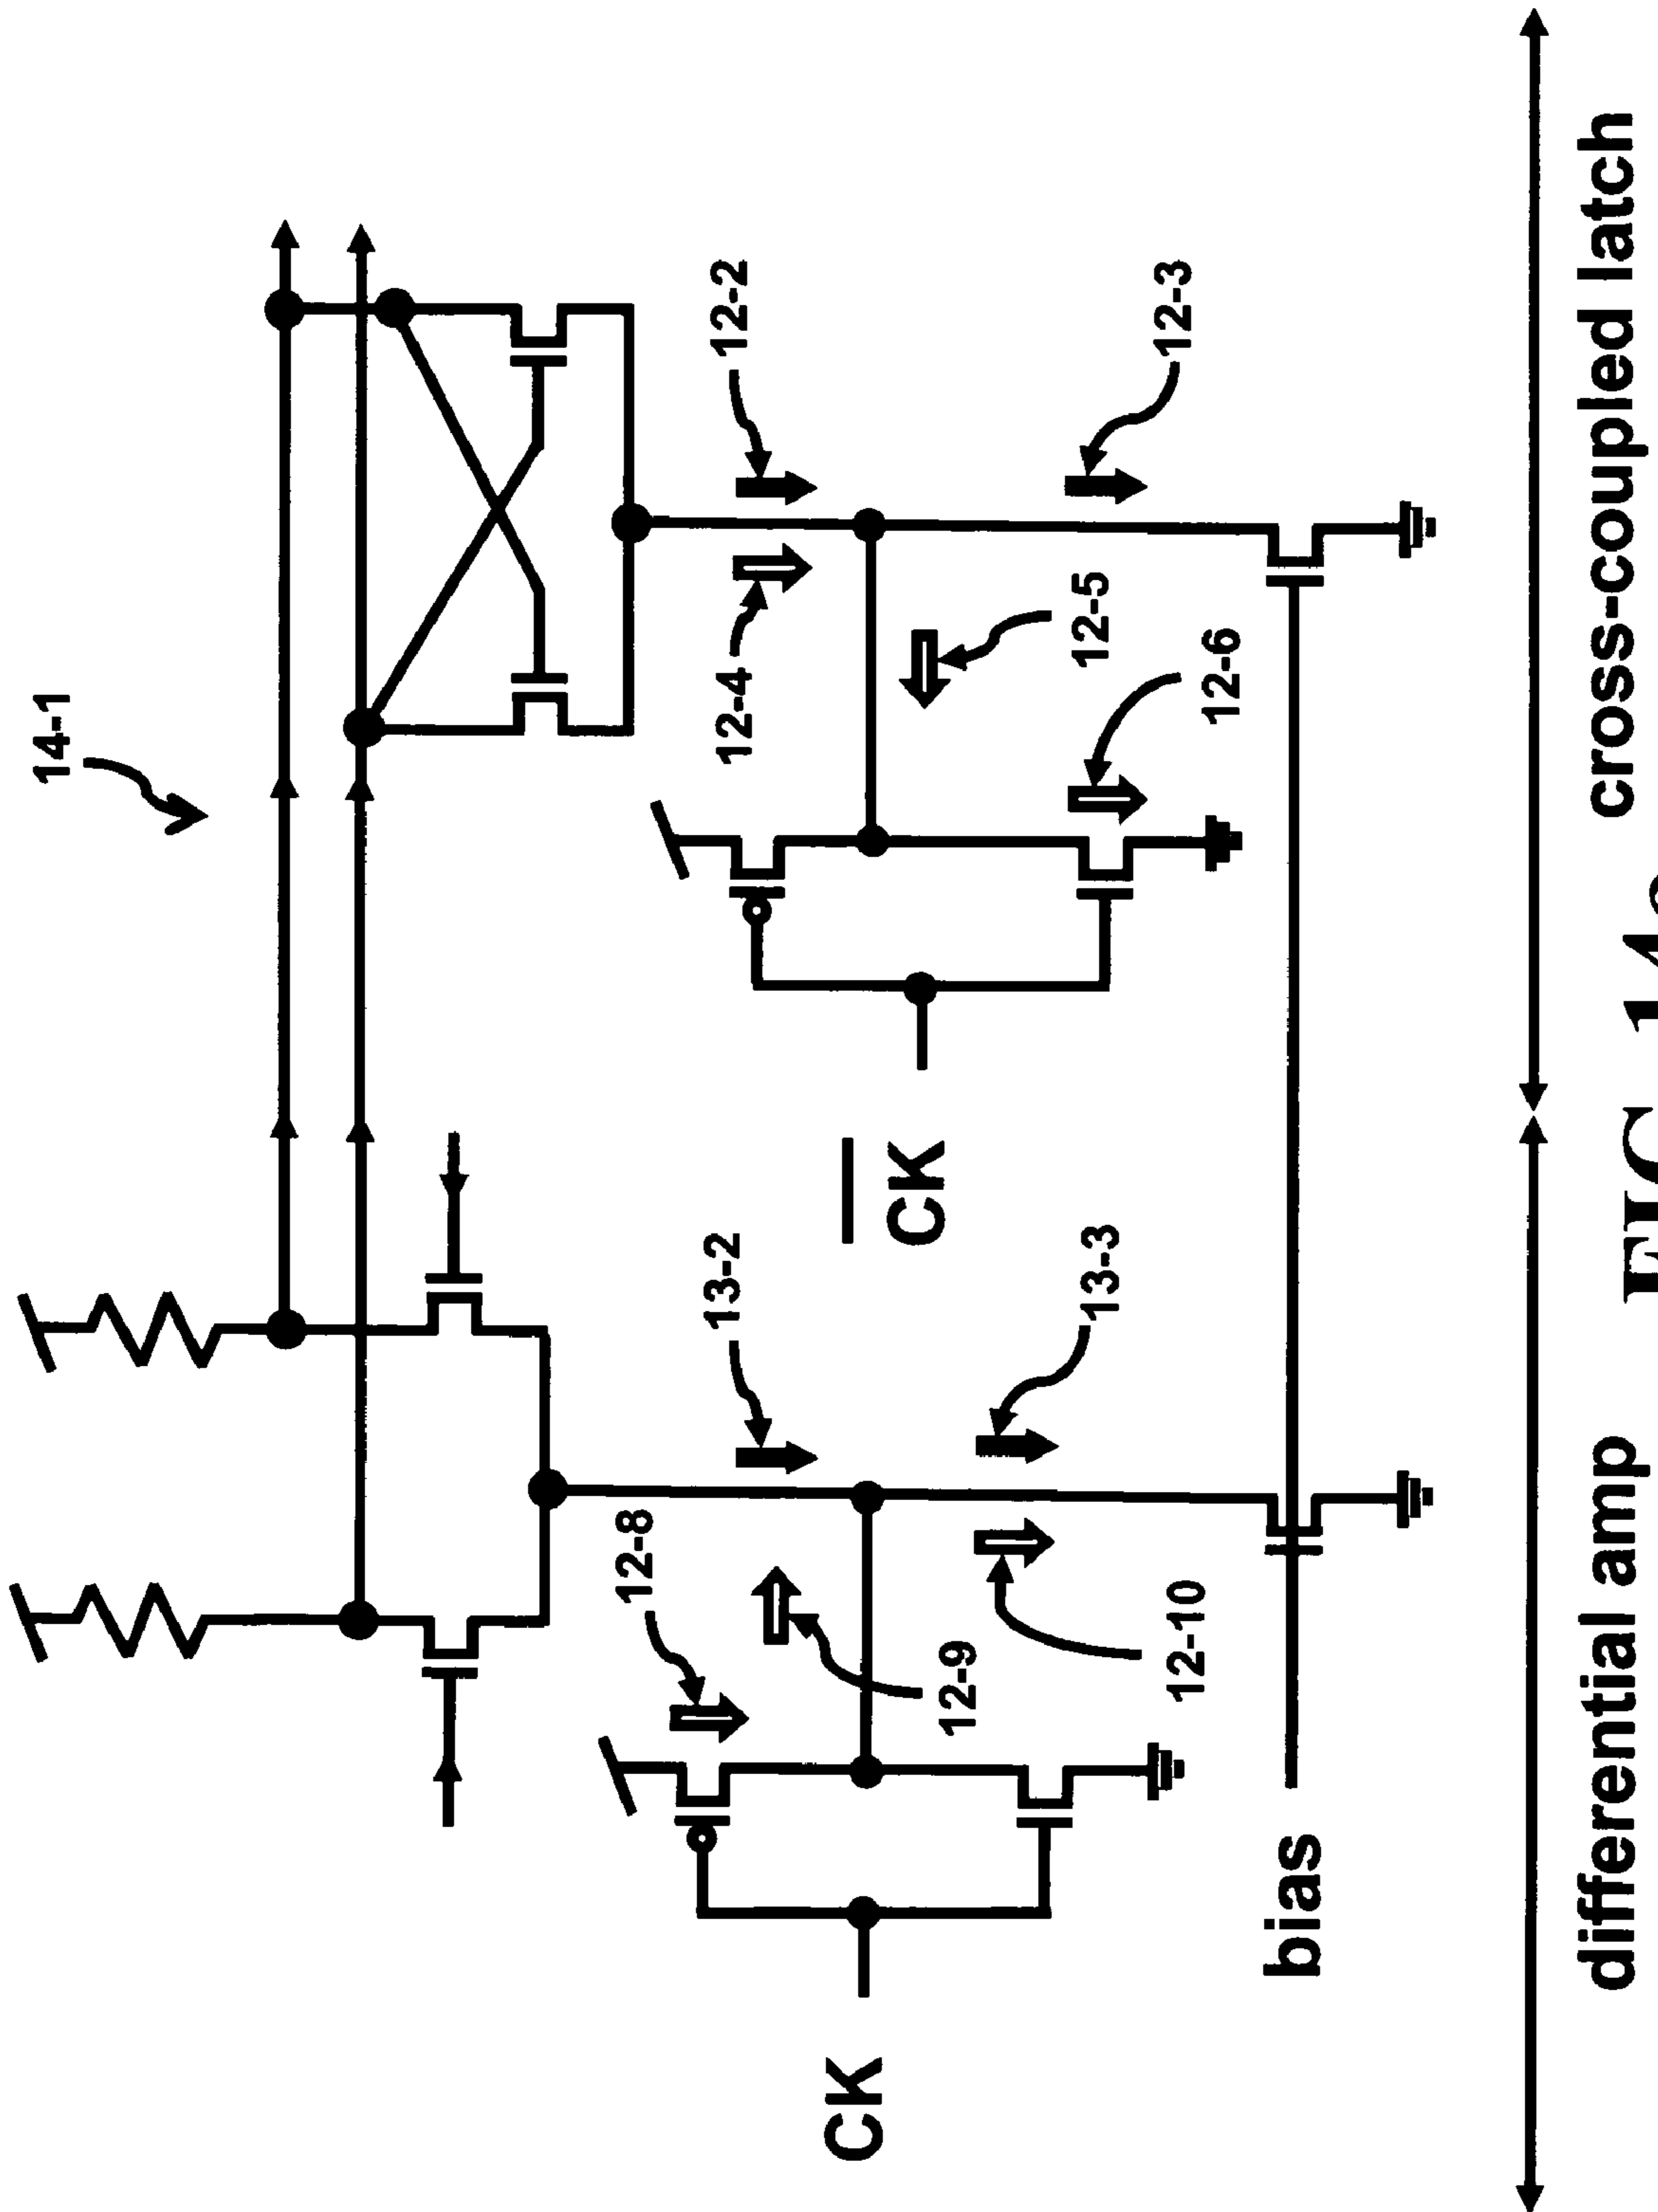 14-1
12-8
13-2
12-2
12-4
CK
CK
12-9
12-5
13-3
12-3
12-10
12-6
bias
differential amp
cross-coupled latch